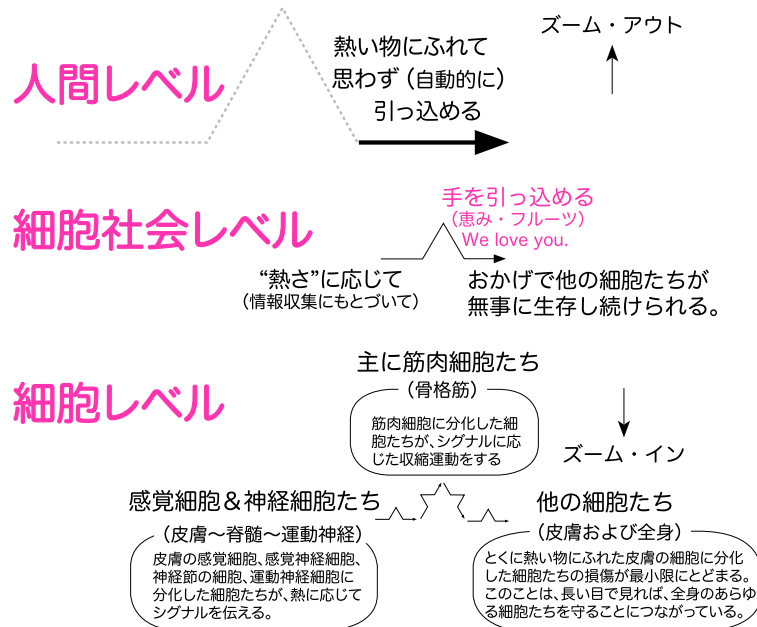 ズーム・アウト
人間レベル
熱い物にふれて
思わず（自動的に）
引っ込める
細胞社会レベル
手を引っ込める
（恵み・フルーツ）
We love you.
“熱さ”に応じて
（情報収集にもとづいて）
おかげで他の細胞たちが
無事に生存し続けられる。
細胞レベル
主に筋肉細胞たち
（骨格筋）
筋肉細胞に分化した細
胞たちが、シグナルに応
じた収縮運動をする
ズーム・イン
感覚細胞＆神経細胞たち
（皮膚～脊髄～運動神経）
皮膚の感覚細胞、感覚神経細胞、
神経節の細胞、運動神経細胞に
分化した細胞たちが、熱に応じて
シグナルを伝える。
他の細胞たち
（皮膚および全身）
とくに熱い物にふれた皮膚の細胞に分化
した細胞たちの損傷が最小限にとどまる。
このことは、長い目で見れば、全身のあらゆ
る細胞たちを守ることにつながっている。